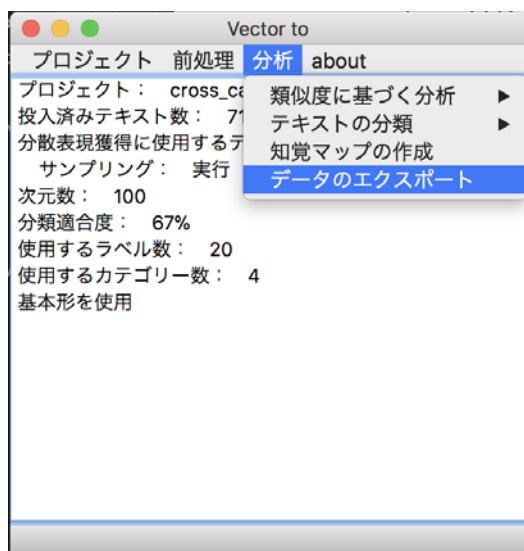 Vector to
プロジェクト 前処理 分析 about
プロジェクト： cross_ca
投入済みテキスト数： 71
分散表現獲得に使用するテ
サンプリング： 実行
次元数： 100
分類適合度： 67%
使用するラベル数： 20
使用するカテゴリー数： 4
基本形を使用
類似度に基づく分析 ▶
テキストの分類 ▶
知覚マップの作成
データのエクスポート